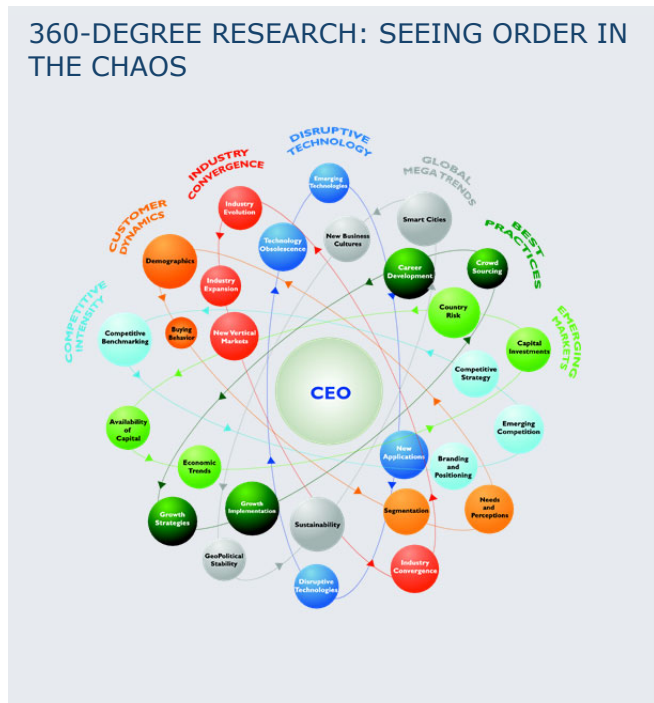 360-DEGREE RESEARCH: SEEING ORDER IN
THE CHAOS
DISRUPTIVE
TECHNOLOGY
INDUSTRY
CONVERGENCE
GLOBAL
MEGA TRENDS
CUSTOMER
DYNAMICS
BEST
PRACTICES
COMPETITIVE
INTENSITY
EMERGING
MARKETS
Emerging
Technologies
Industry
Evolution
Smart Cities
Technology
Obsolescence
New Business
Cultures
Demographics
Career
Development
Crowd
Sourcing
Industry
Expansion
Country
Risk
Competitive
Benchmarking
Buying
Behavior
New Vertical
Markets
Capital
Investments
Competitive
Strategy
CEO
Availability
of
Capital
Emerging
Competition
Economic
Trends
New
Applications
Branding
and
Positioning
Growth
Strategies
Growth
Implementation
Sustainability
Segmentation
Needs
and
Perceptions
GeoPolitical
Stability
Disruptive
Technologies
Industry
Convergence